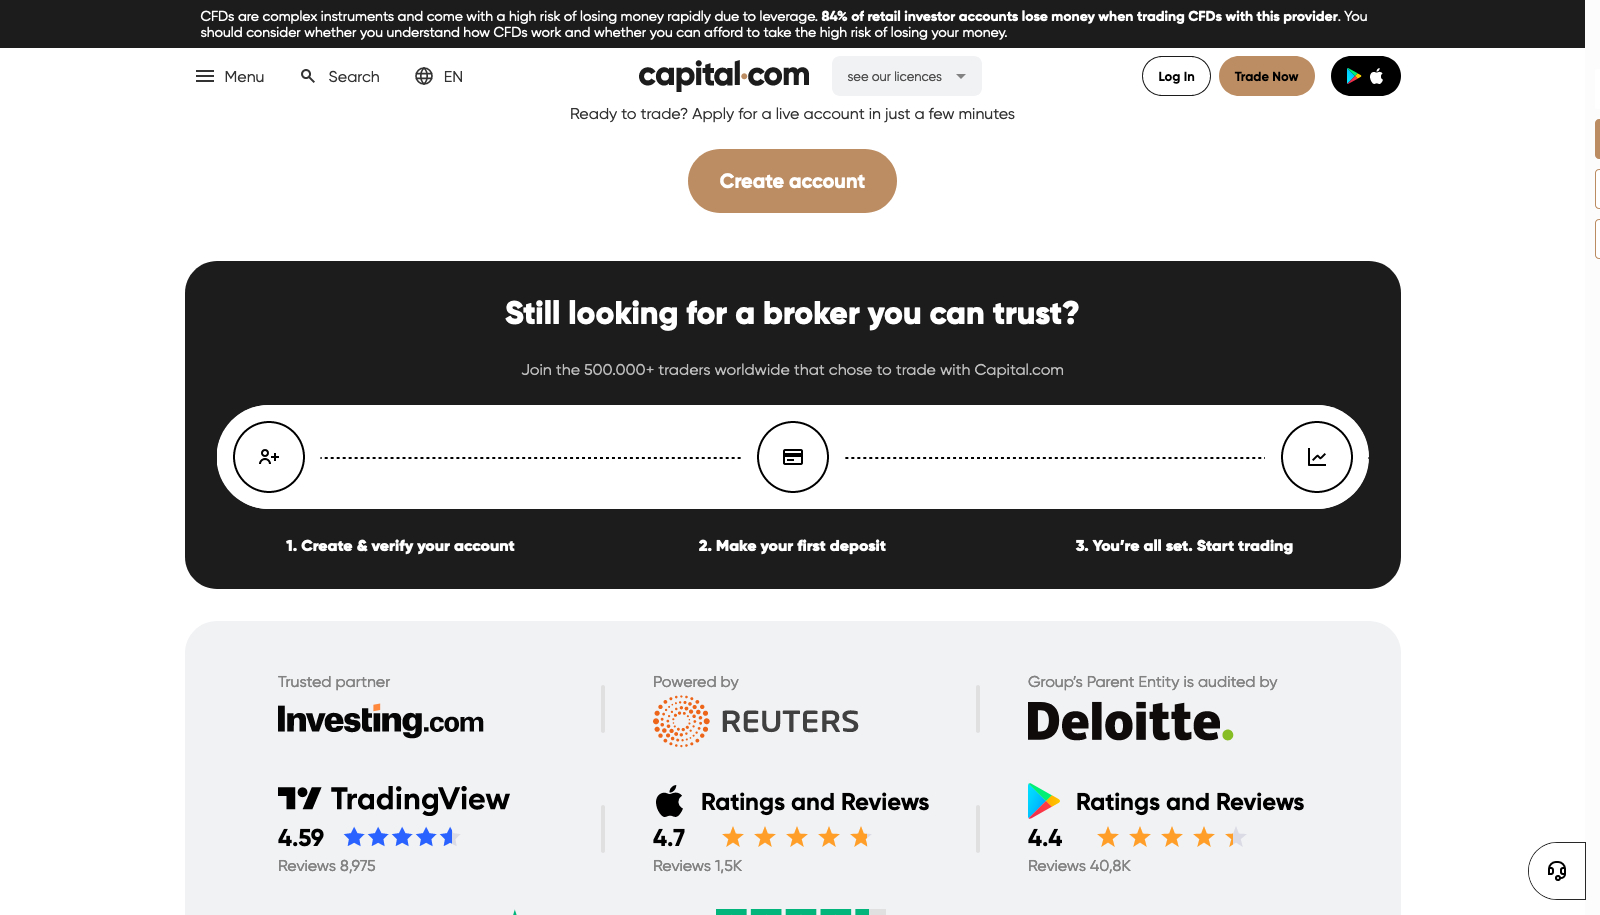 CFDs are complex instruments and come with a high risk of losing money rapidly due to leverage. 84% of retail investor accounts lose money when trading CFDs with this provider. You
should consider whether you understand how CFDs work and whether you can afford to take the high risk of losing your money.
Menu Search EN capital.com see our licences Log In Trade Now
Ready to trade? Apply for a live account in just a few minutes
Create account
Still looking for a broker you can trust?
Join the 500.000+ traders worldwide that chose to trade with Capital.com
1. Create & verify your account 2. Make your first deposit 3. You’re all set. Start trading
Trusted partner Powered by Group’s Parent Entity is audited by
Investing.com REUTERS Deloitte.
TradingView Ratings and Reviews Ratings and Reviews
4.59 4.7 4.4
Reviews 8,975 Reviews 1,5K Reviews 40,8K